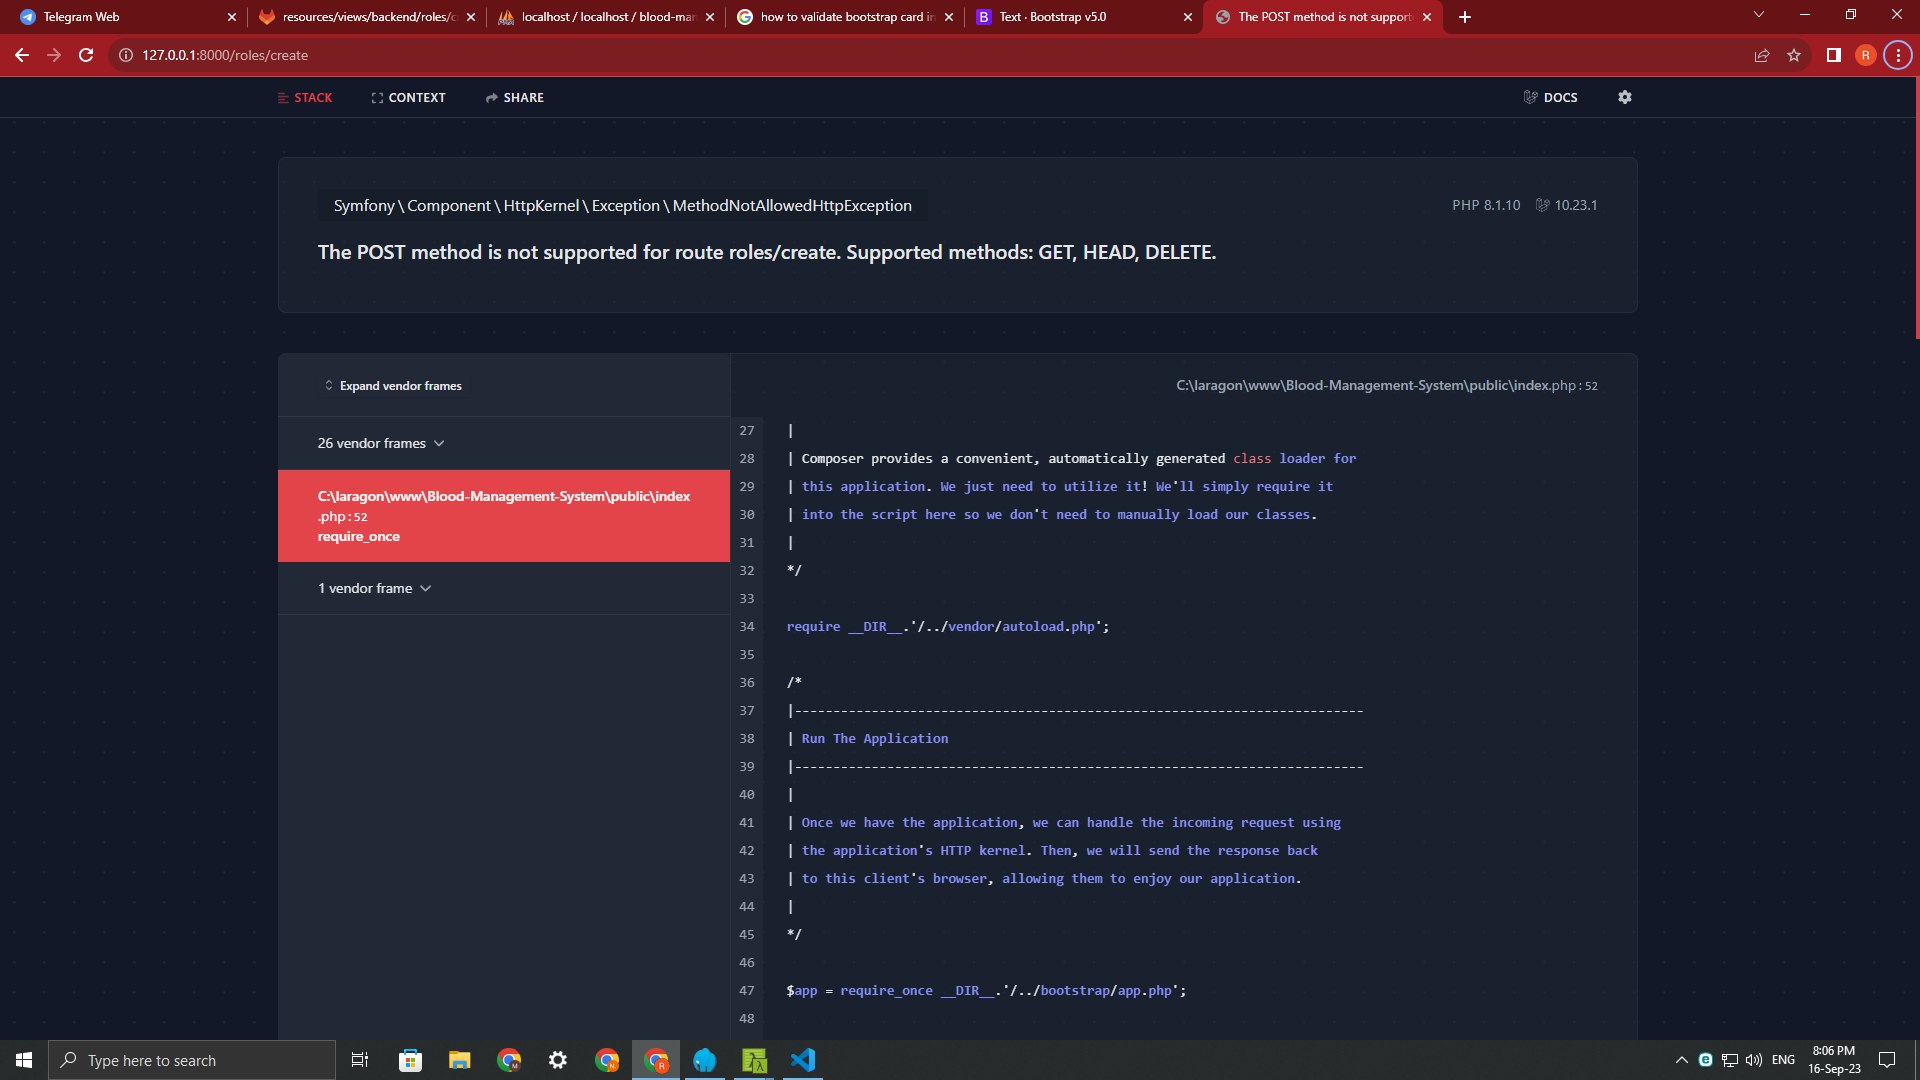 Telegram Web
resources/views/backend/roles/c
localhost / localhost / blood-man
how to validate bootstrap card in
B Text · Bootstrap v5.0
The POST method is not support
127.0.0.1:8000/roles/create
R
STACK
CONTEXT
SHARE
DOCS
Symfony\Component\HttpKernel\Exception\MethodNotAllowedHttpException
PHP 8.1.10
10.23.1
The POST method is not supported for route roles/create. Supported methods: GET, HEAD, DELETE.
Expand vendor frames
26 vendor frames
C:\laragon\www\Blood-Management-System\public\index
.php:52
require_once
1 vendor frame
C:\laragon\www\Blood-Management-System\public\index.php:52
27 |
28 | Composer provides a convenient, automatically generated class loader for
29 | this application. We just need to utilize it! We'll simply require it
30 | into the script here so we don't need to manually load our classes.
31 |
32 */
33
34 require __DIR__.'/../vendor/autoload.php';
35
36 /*
37 |--------------------------------------------------------------------------
38 | Run The Application
39 |--------------------------------------------------------------------------
40 |
41 | Once we have the application, we can handle the incoming request using
42 | the application's HTTP kernel. Then, we will send the response back
43 | to this client's browser, allowing them to enjoy our application.
44 |
45 */
46
47 $app = require_once __DIR__.'/../bootstrap/app.php';
48
Type here to search
ENG
8:06 PM
16-Sep-23